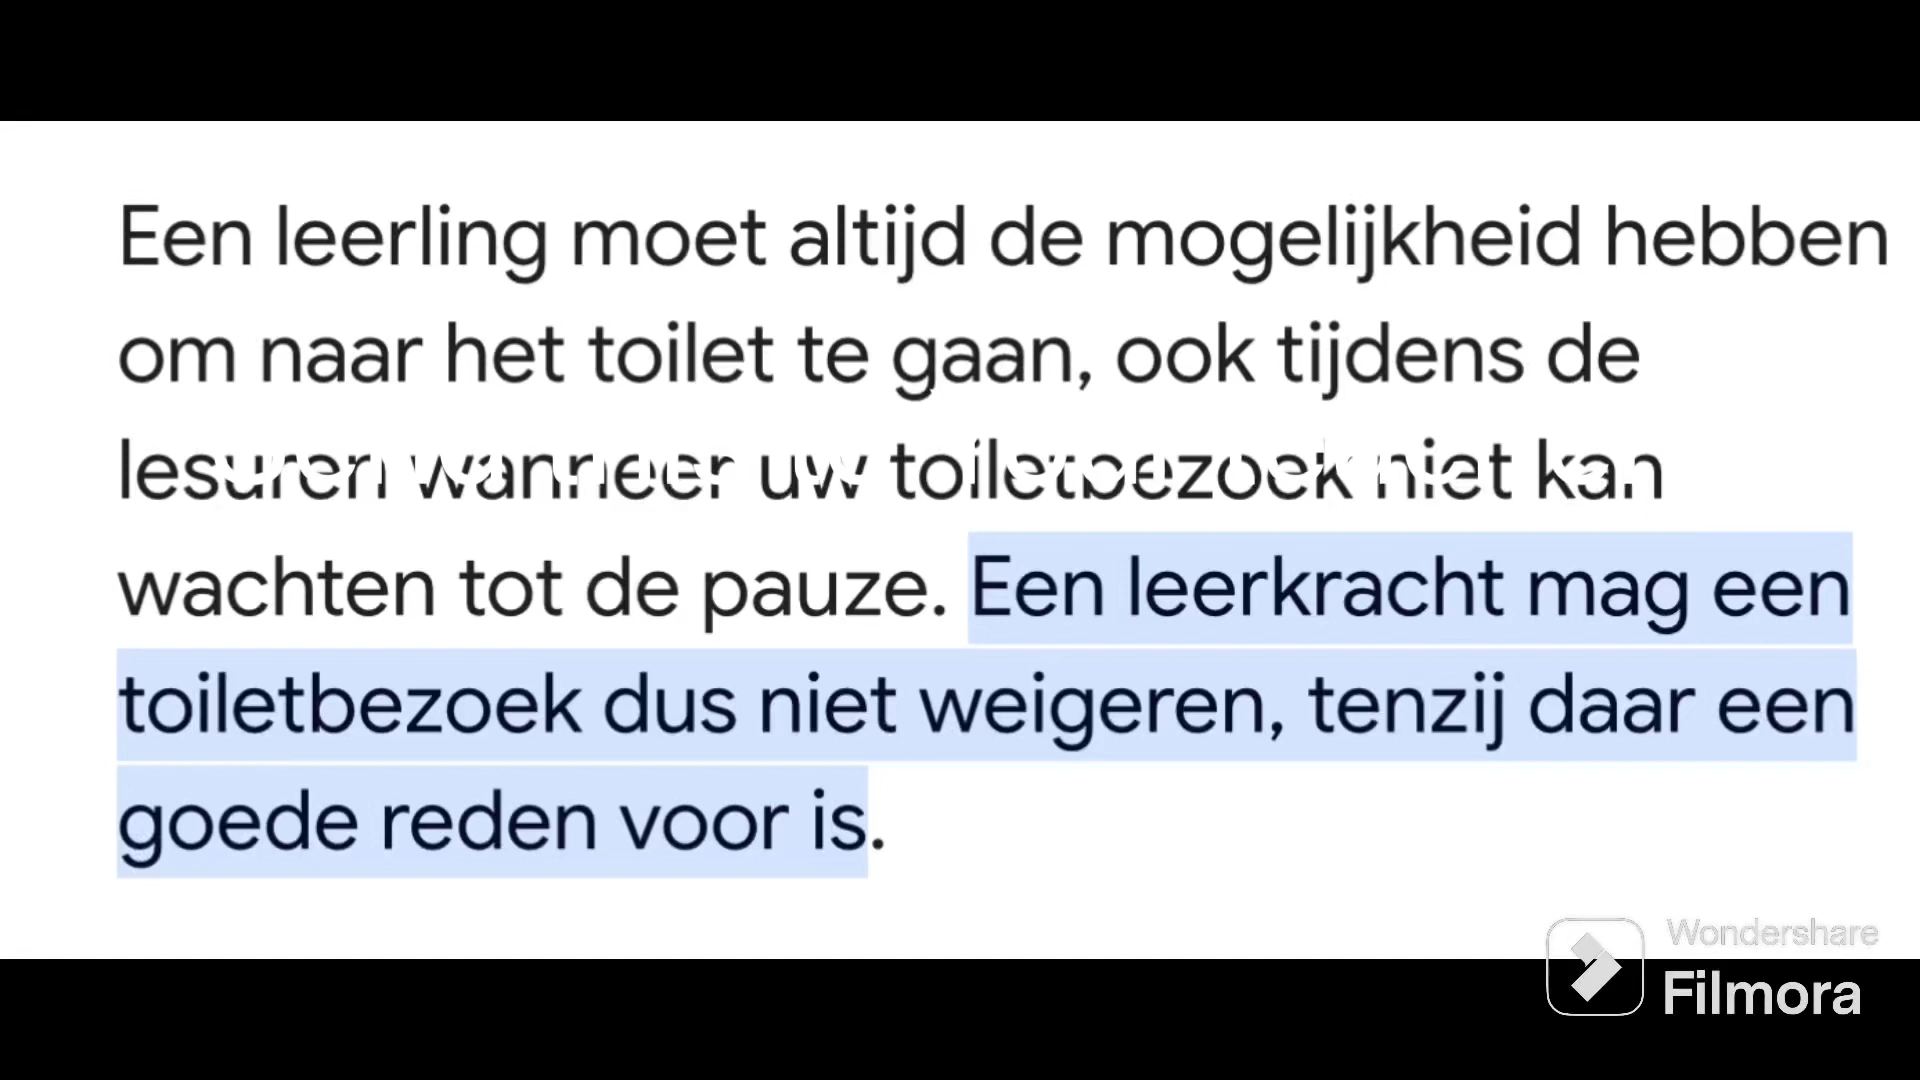 Een leerling moet altijd de mogelijkheid hebben
om naar het toilet te gaan, ook tijdens de
lesuren wanneer uw toiletbezoek niet kan
wachten tot de pauze. Een leerkracht mag een
toiletbezoek dus niet weigeren, tenzij daar een
goede reden voor is.
Wondershare
Filmora